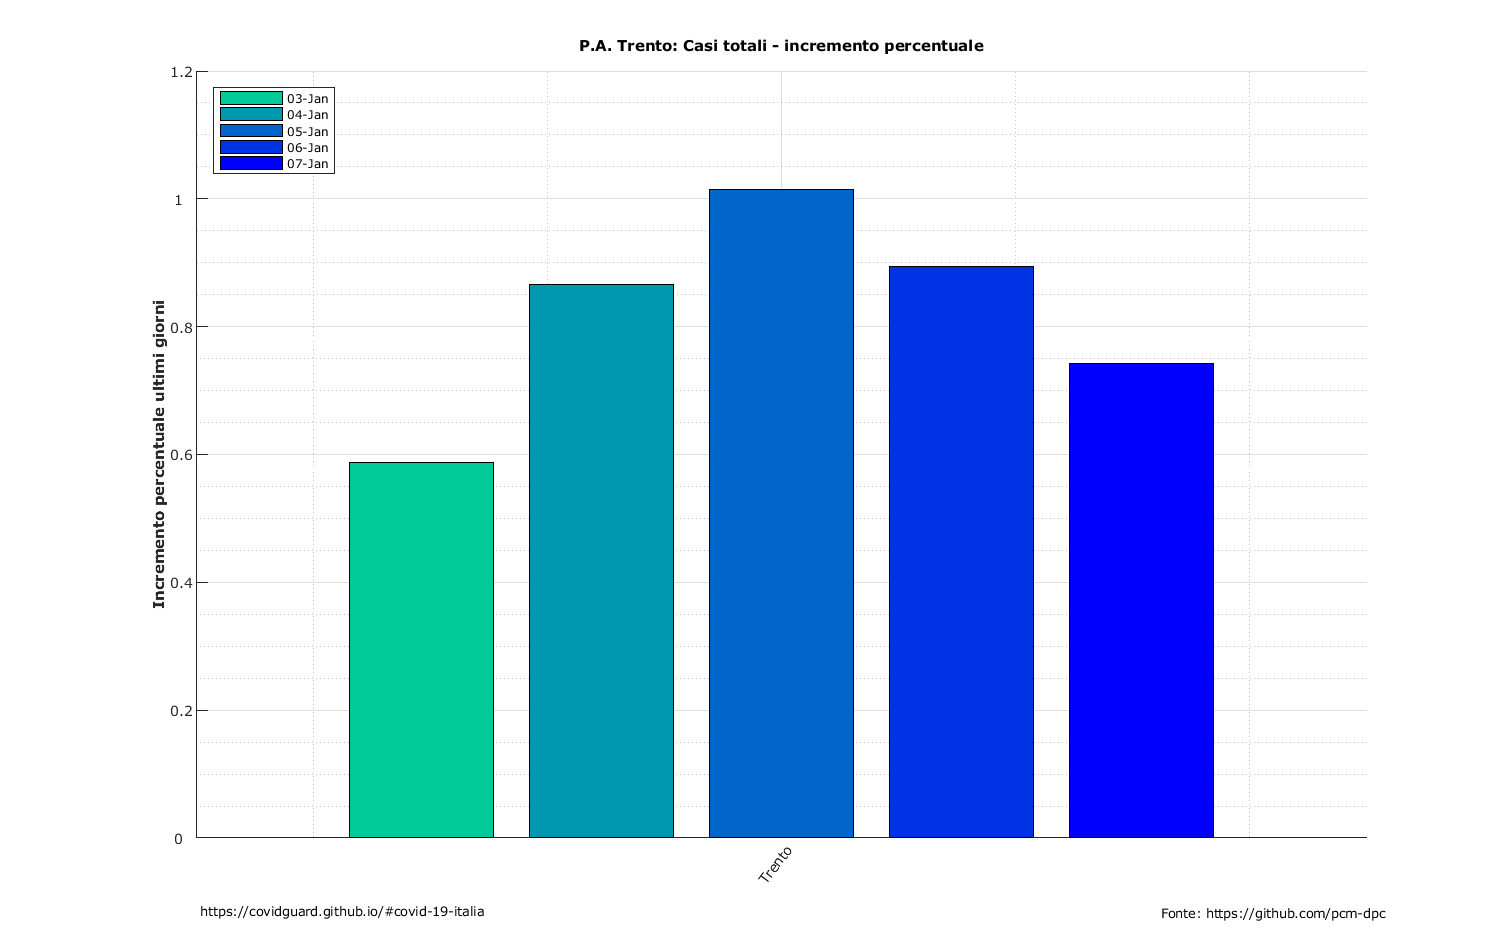 P.A. Trento: Casi totali - incremento percentuale
1.2
03-Jan
04-Jan
05-Jan
06-Jan
07-Jan
1
0.8
0.6
0.4
0.2
0
Incremento percentuale ultimi giorni
Trento
https://covidguard.github.io/#covid-19-italia
Fonte: https://github.com/pcm-dpc